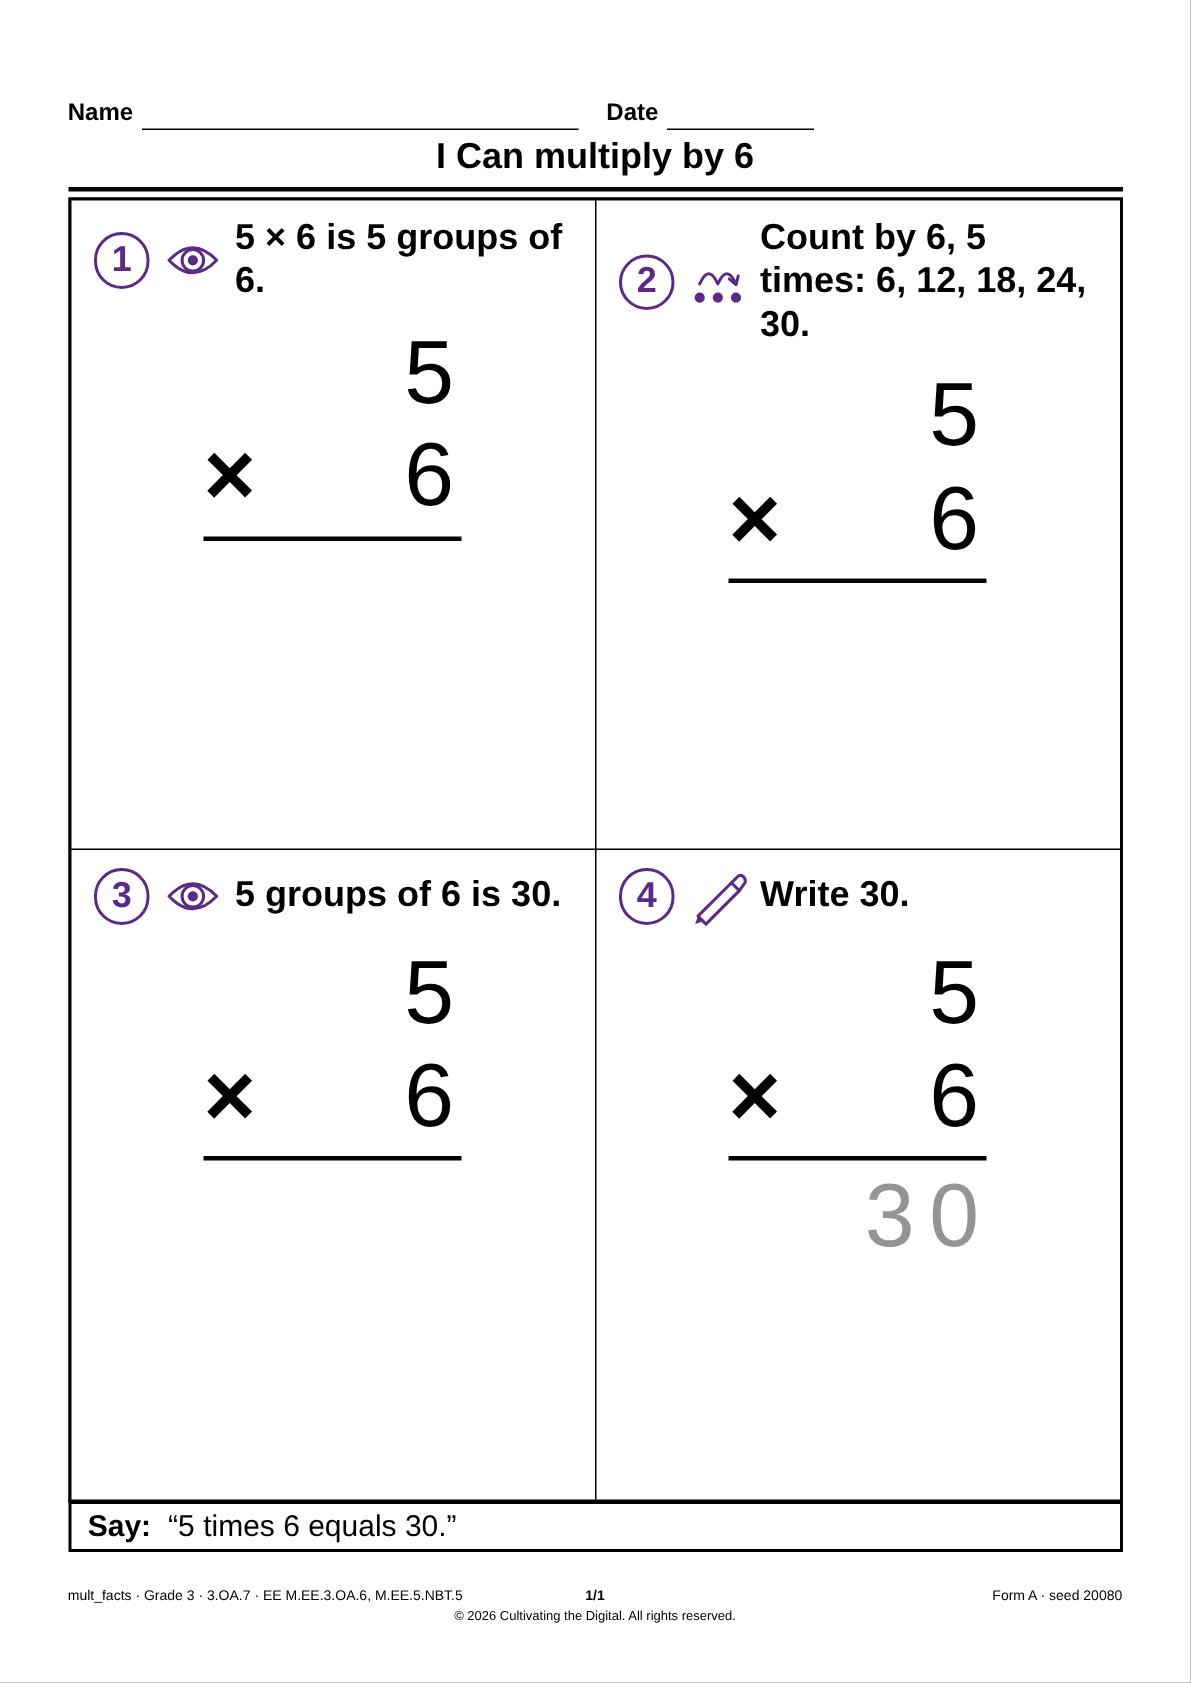 Name Date
I Can multiply by 6
1 5 × 6 is 5 groups of
6.
5
× 6
2 Count by 6, 5
times: 6, 12, 18, 24,
30.
5
× 6
3 5 groups of 6 is 30.
5
× 6
4 Write 30.
5
× 6
30
Say: “5 times 6 equals 30.”
mult_facts · Grade 3 · 3.OA.7 · EE M.EE.3.OA.6, M.EE.5.NBT.5 1/1 Form A · seed 20080
© 2026 Cultivating the Digital. All rights reserved.